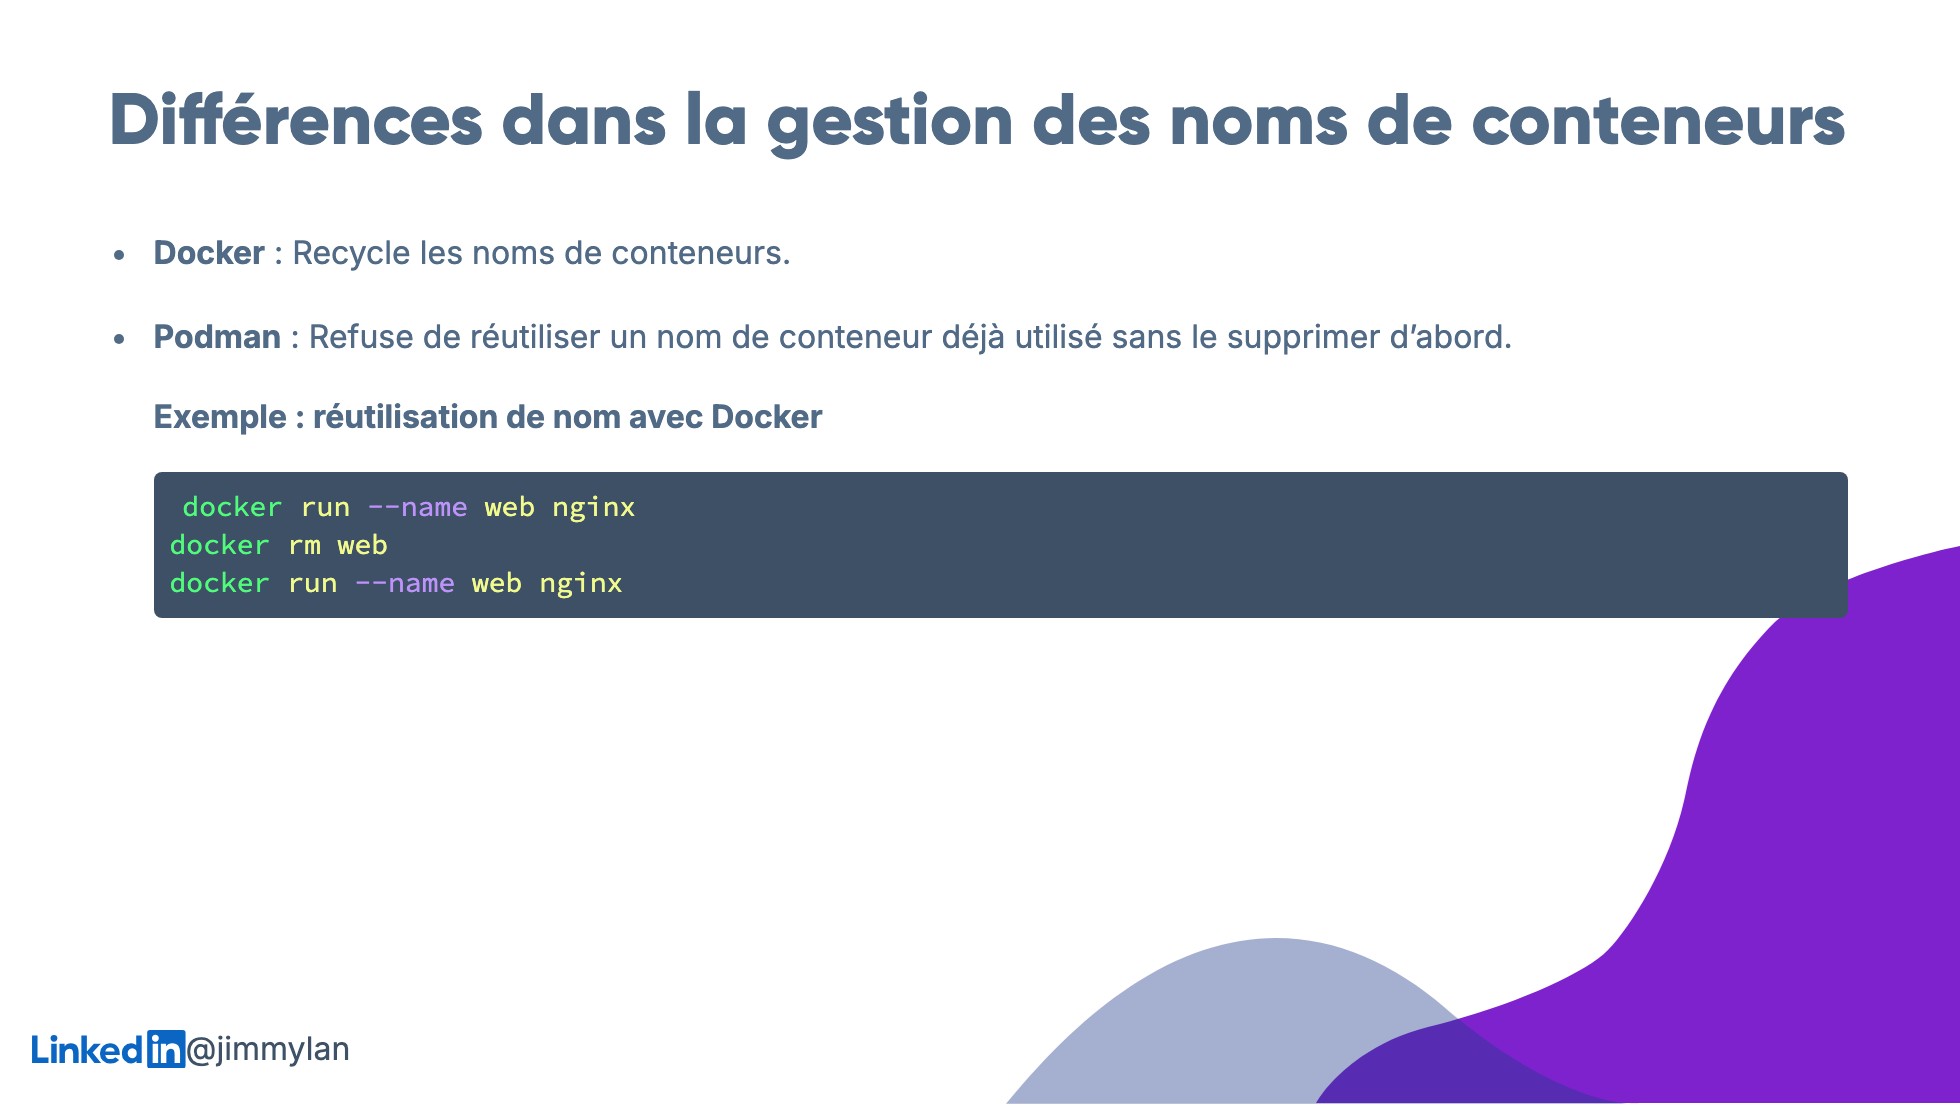 Différences dans la gestion des noms de conteneurs
• Docker : Recycle les noms de conteneurs.
• Podman : Refuse de réutiliser un nom de conteneur déjà utilisé sans le supprimer d’abord.
Exemple : réutilisation de nom avec Docker
docker run --name web nginx
docker rm web
docker run --name web nginx
Linkedin@jimmylan